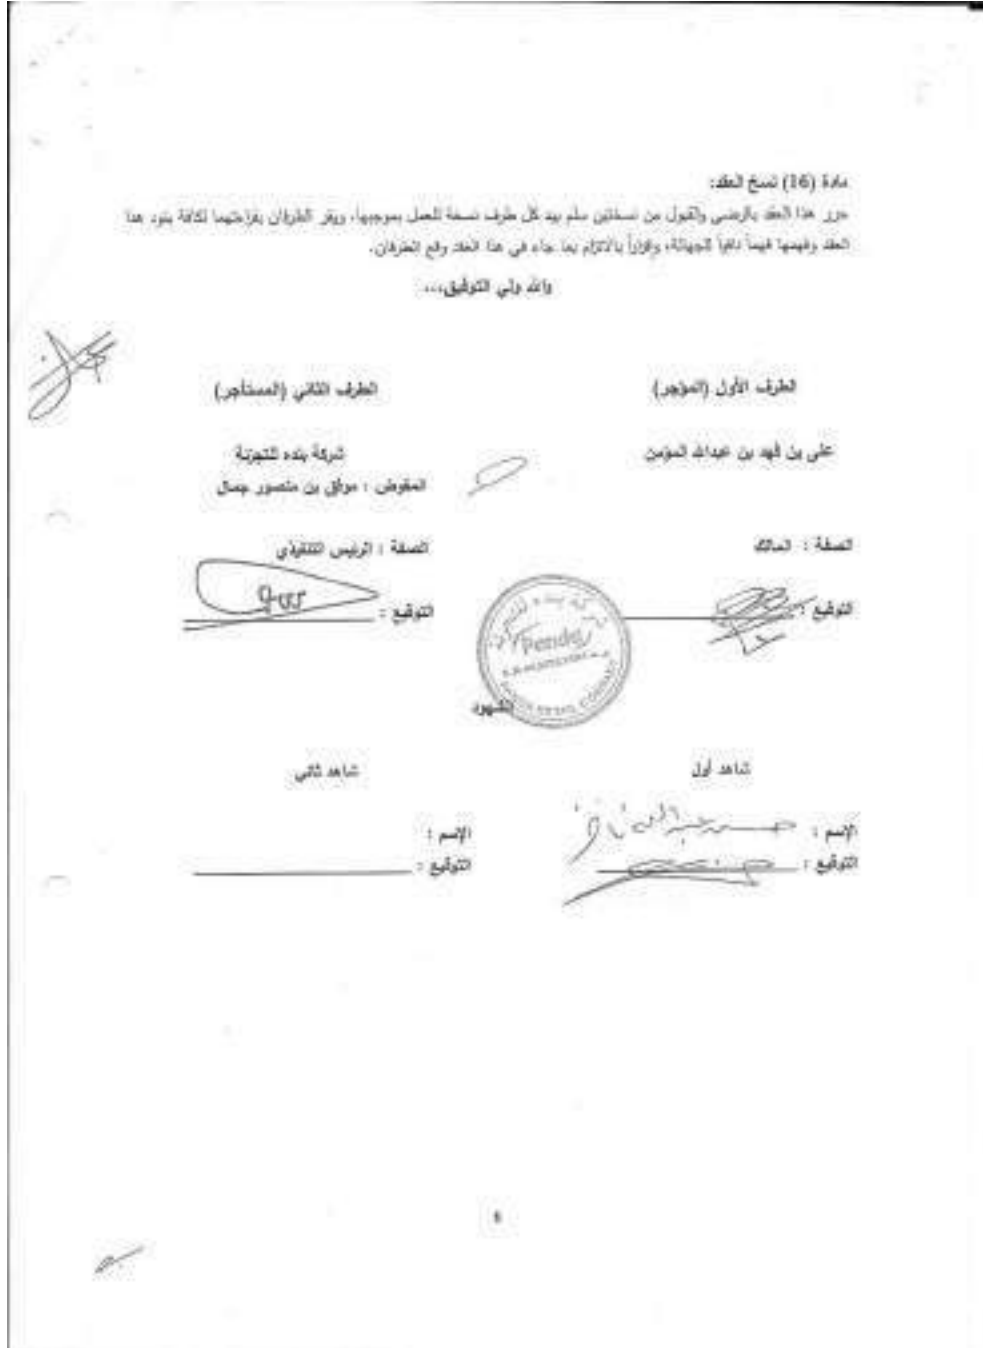 مادة (16) نسخ العقد:
حرر هذا العقد بالرضى والقبول من نسختين سلم بيد كل طرف نسخة للعمل بموجبها، ويقر الطرفان بقراءتهما لكافة بنود هذا
العقد وفهمها فهماً نافياً للجهالة، وإقراراً بالالتزام بما جاء في هذا العقد وقع الطرفان.
والله ولي التوفيق،،،
الطرف الأول (المؤجر)
الطرف الثاني (المستأجر)
علي بن فهد بن عبدالله المؤمن
شركة بنده للتجزئة
المفوض : موفق بن منصور جمال
الصفة : المالك
الصفة : الرئيس التنفيذي
التوقيع :
التوقيع :
Panda
الشهود
شاهد أول
شاهد ثاني
الإسم :
الإسم :
التوقيع :
التوقيع :